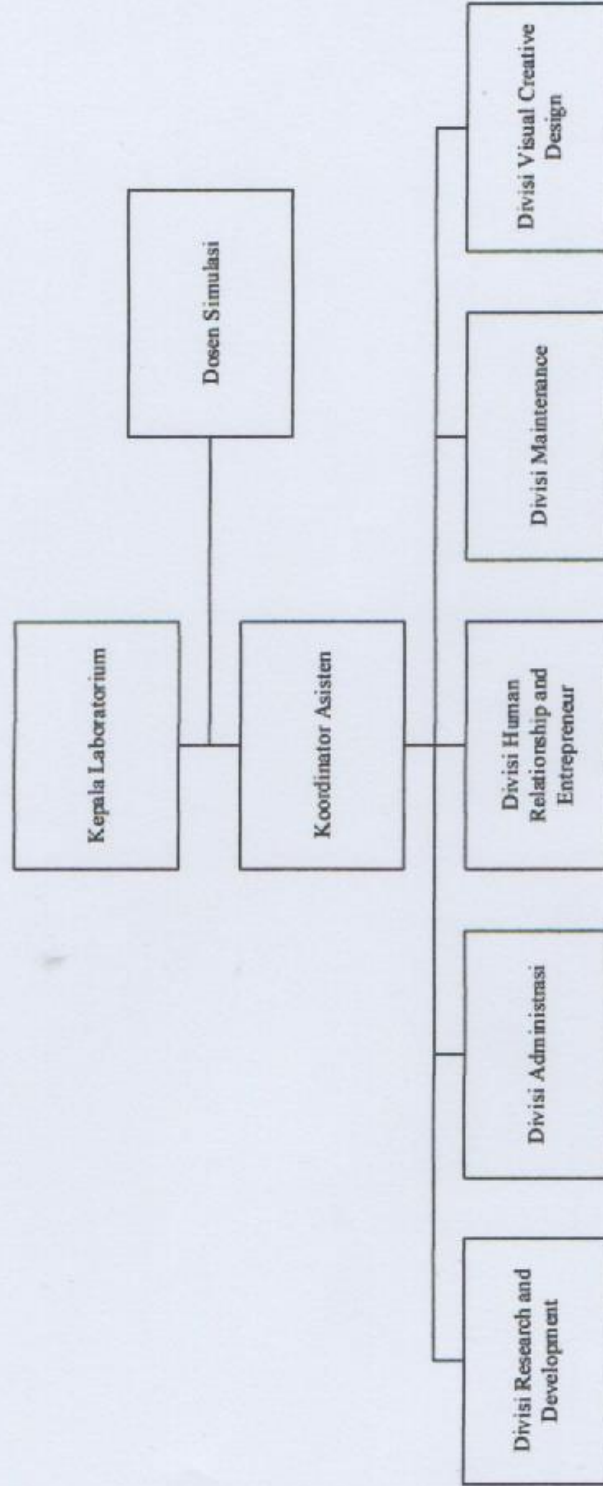 Kepala Laboratorium
Dosen Simulasi
Koordinator Asisten
Divisi Research and
Development
Divisi Administrasi
Divisi Human
Relationship and
Entrepreneur
Divisi Maintenance
Divisi Visual Creative
Design